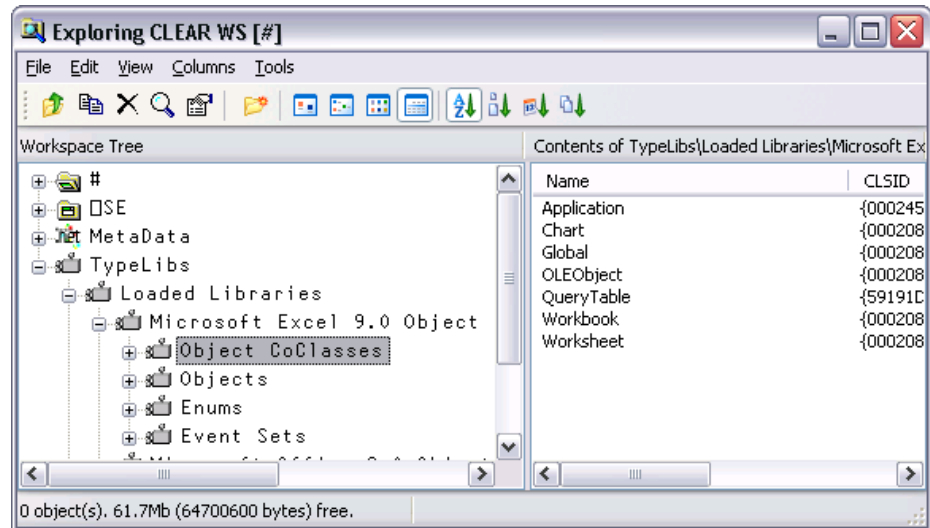 Exploring CLEAR WS [#]
File Edit View Columns Tools
Workspace Tree
Contents of TypeLibs\Loaded Libraries\Microsoft Ex
#
⎕SE
MetaData
TypeLibs
Loaded Libraries
Microsoft Excel 9.0 Object
Object CoClasses
Objects
Enums
Event Sets
Name CLSID
Application {000245
Chart {000208
Global {000208
OLEObject {000208
QueryTable {59191D
Workbook {000208
Worksheet {000208
0 object(s). 61.7Mb (64700600 bytes) free.